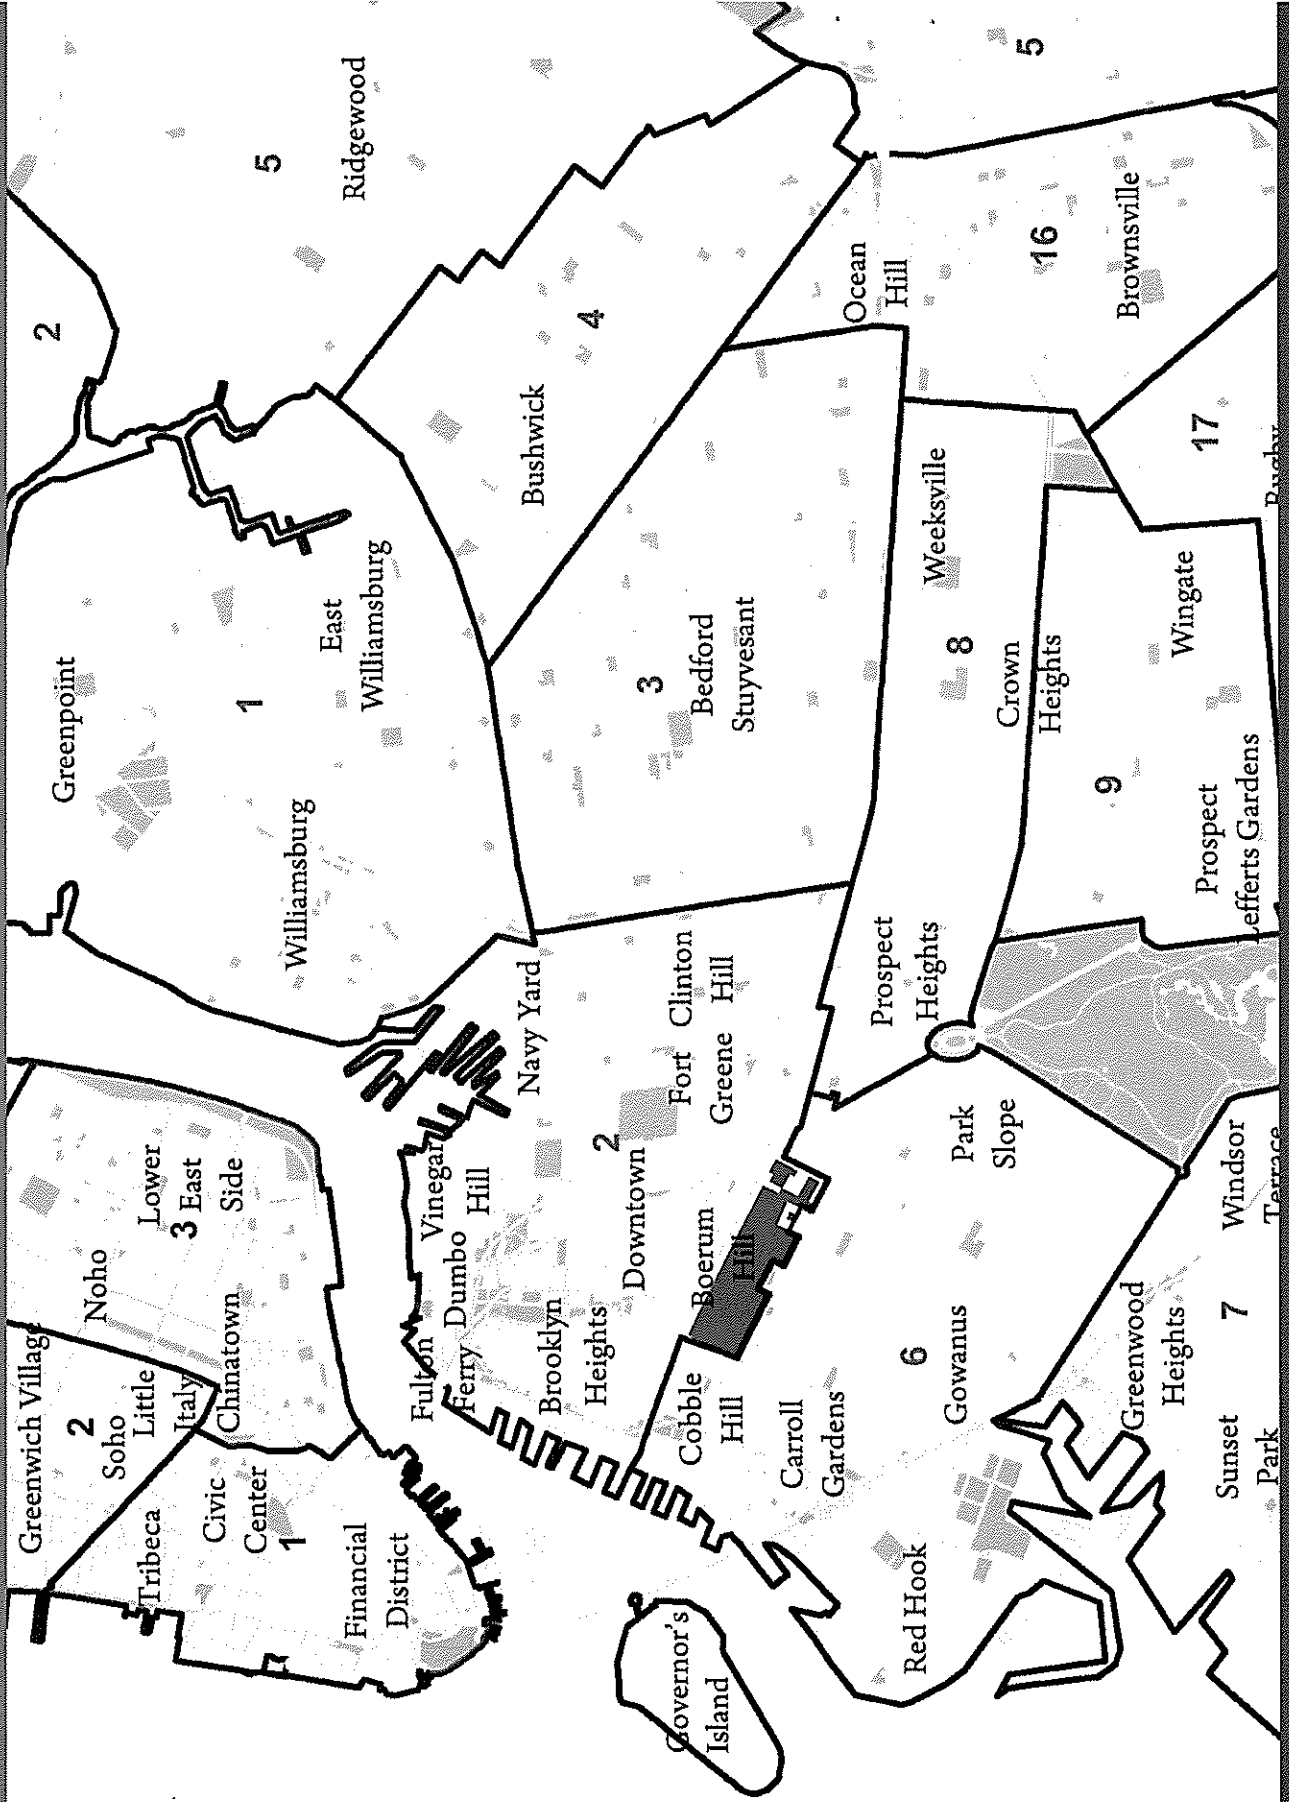 Greenwich Village
2
Soho
Little
Italy
Noho
Lower
3
East
Side
Chinatown
Tribeca
Civic
Center
1
Financial
District
Greenpoint
1
Williamsburg
East
Williamsburg
2
5
Ridgewood
Fulton
Ferry
Dumbo
Vinegar
Hill
Navy Yard
Brooklyn
Heights
Downtown
2
Fort
Greene
Clinton
Hill
Boerum
Hill
Bushwick
4
3
Bedford
Stuyvesant
Ocean
Hill
5
16
Brownsville
Governor's
Island
Cobble
Hill
Carroll
Gardens
Red Hook
6
Gowanus
Park
Slope
Prospect
Heights
8
Weeksville
Crown
Heights
9
Wingate
Prospect
Lefferts Gardens
17
Rugby
Greenwood
Heights
7
Sunset
Park
Windsor
Terrace